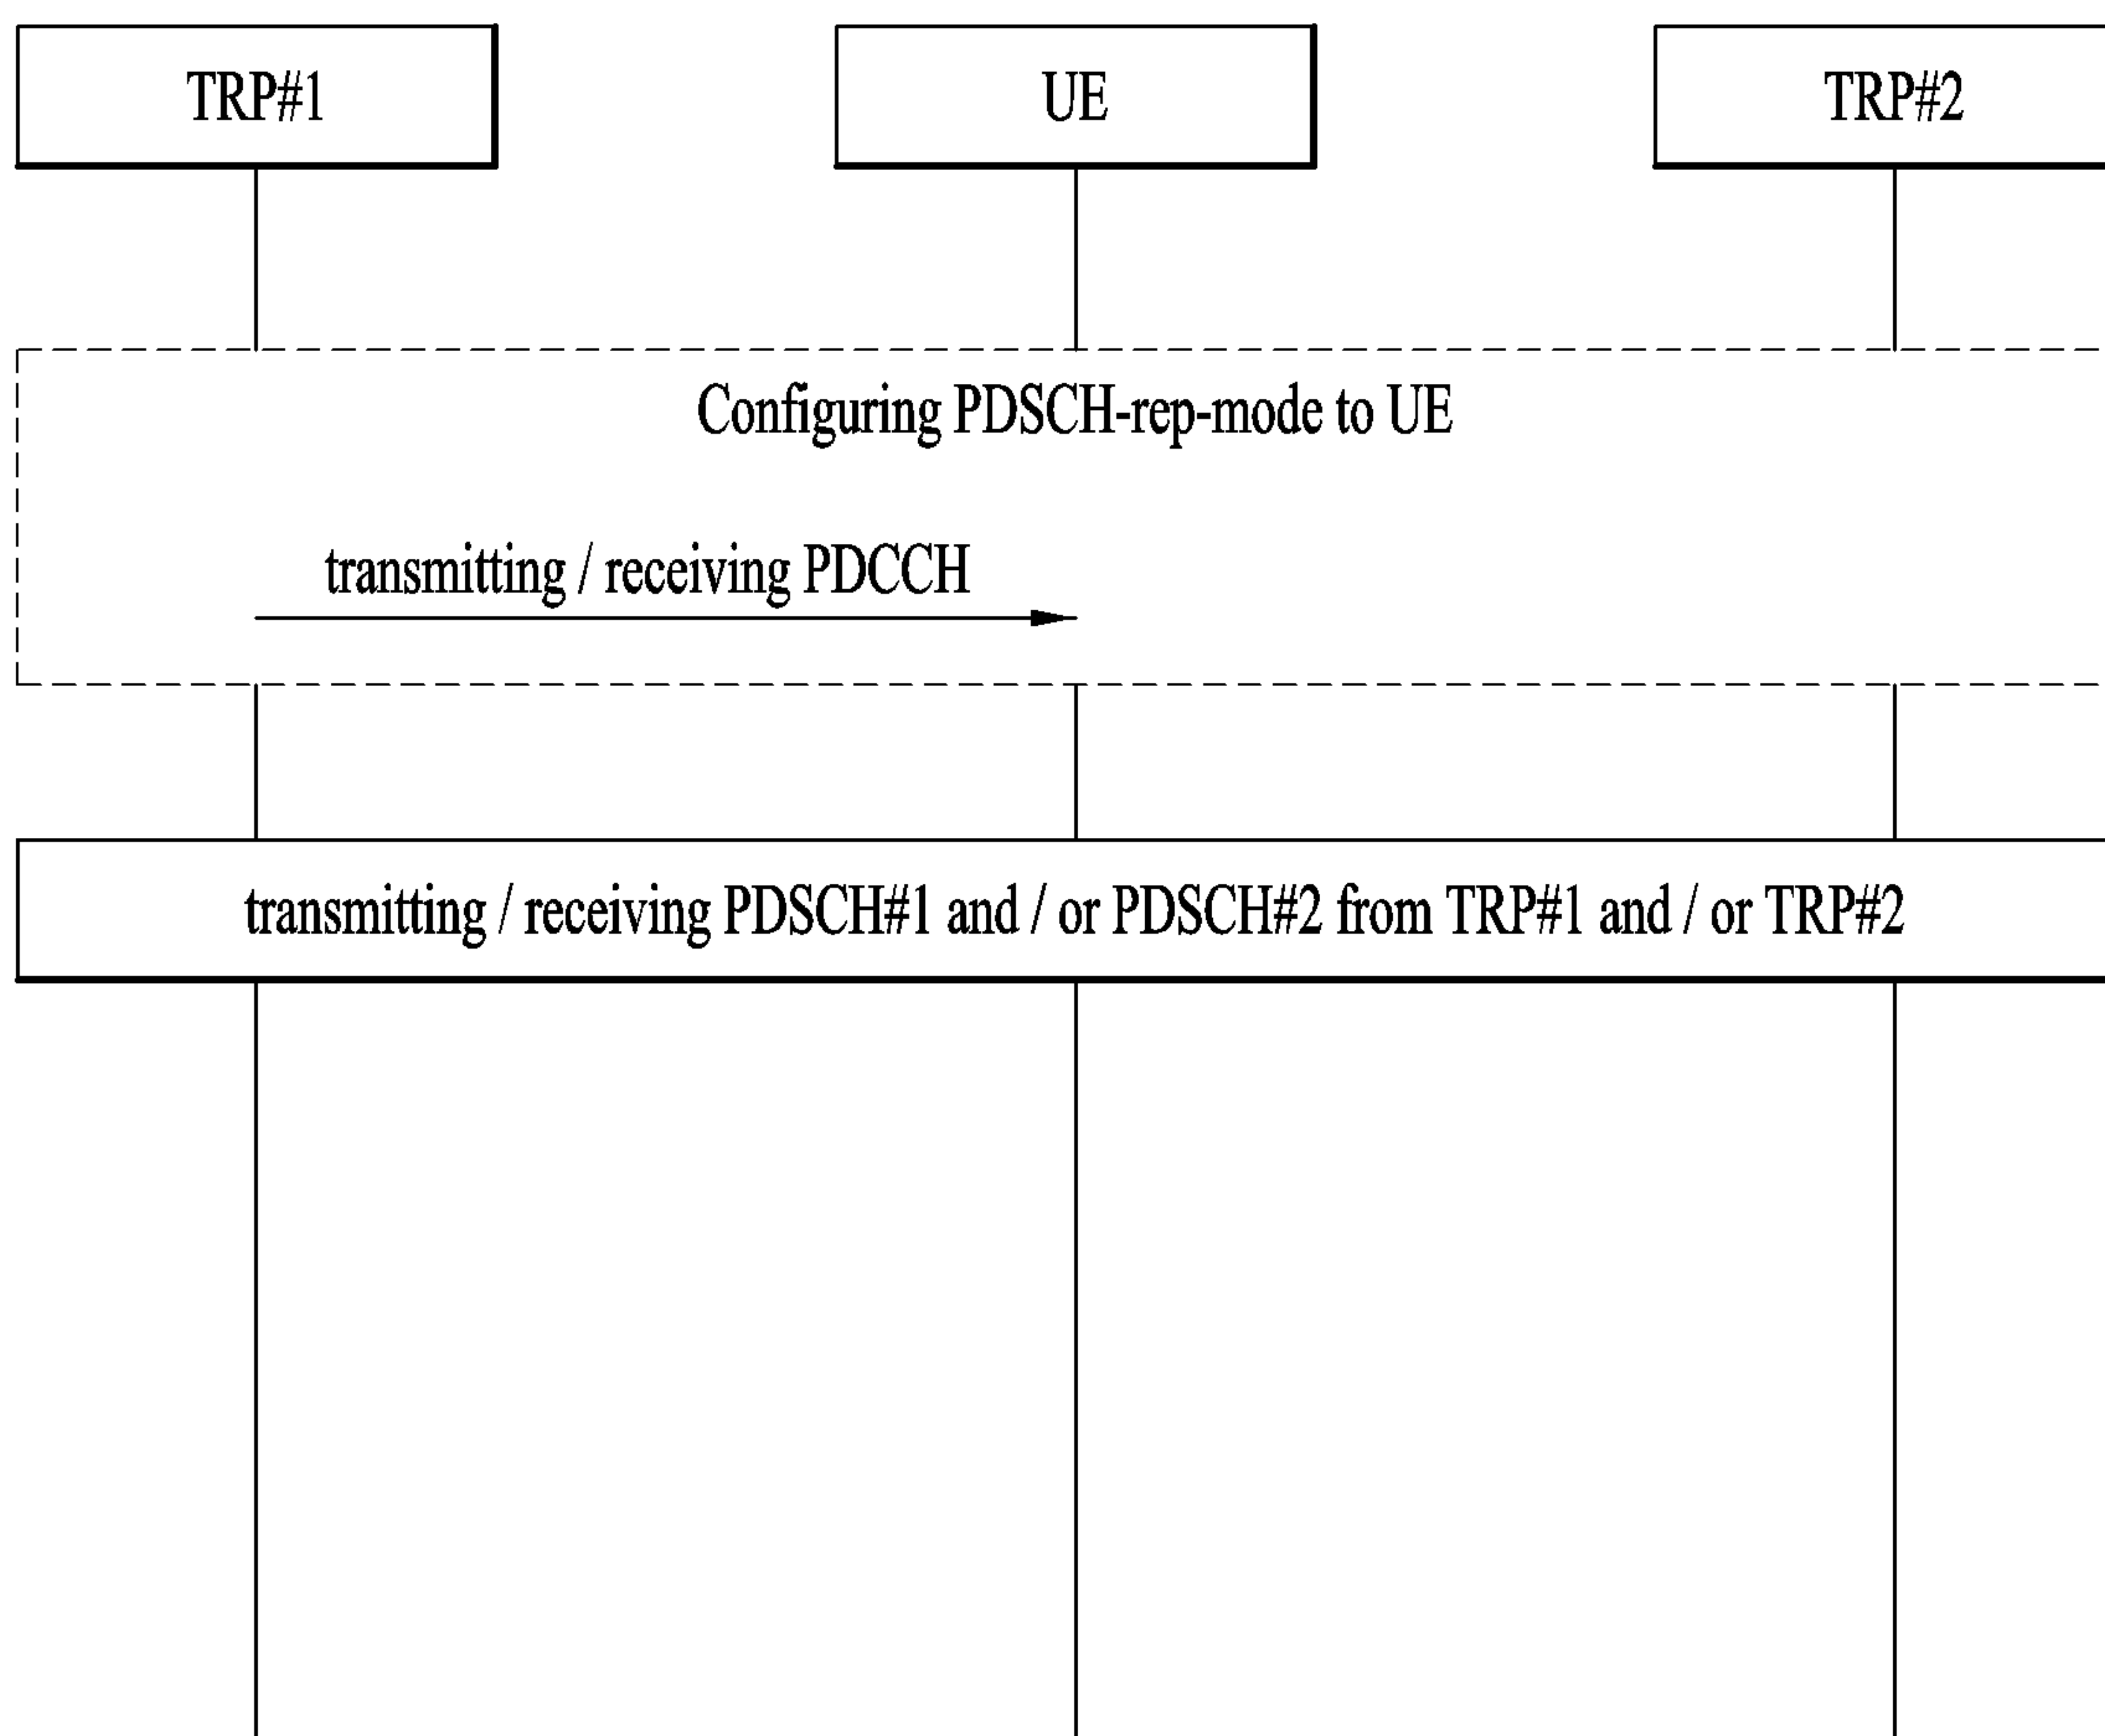 TRP#1
UE
TRP#2
Configuring PDSCH-rep-mode to UE
transmitting / receiving PDCCH
transmitting / receiving PDSCH#1 and / or PDSCH#2 from TRP#1 and / or TRP#2